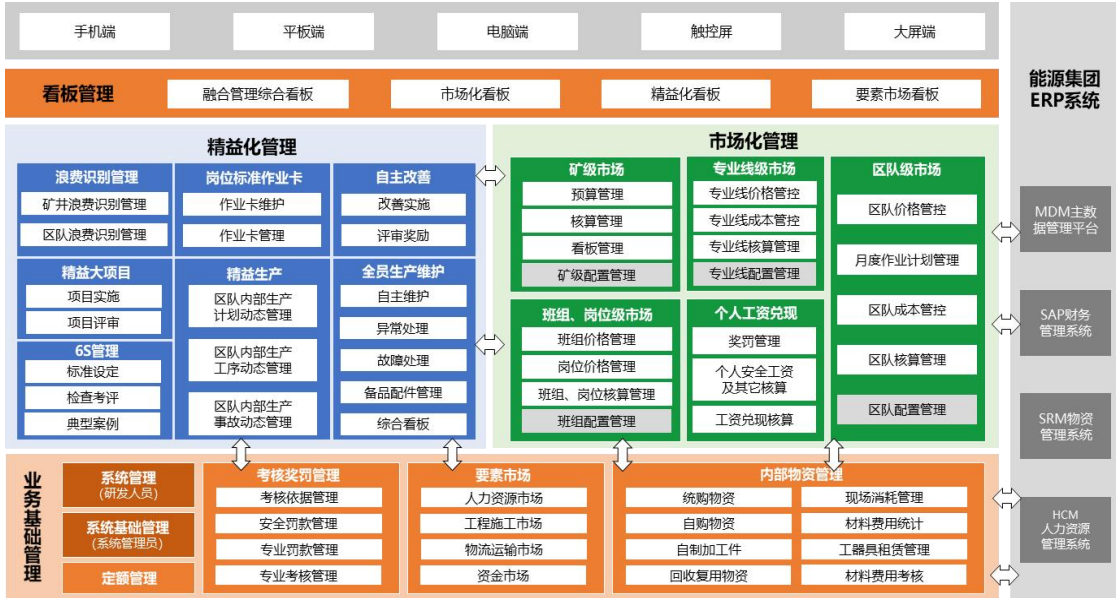 手机端
平板端
电脑端
触控屏
大屏端
看板管理
融合管理综合看板
市场化看板
精益化看板
要素市场看板
能源集团
ERP系统
精益化管理
浪费识别管理
矿井浪费识别管理
区队浪费识别管理
岗位标准作业卡
作业卡维护
作业卡管理
自主改善
改善实施
评审奖励
精益大项目
项目实施
项目评审
6S管理
标准设定
检查考评
典型案例
精益生产
区队内部生产
计划动态管理
区队内部生产
工序动态管理
区队内部生产
事故动态管理
全员生产维护
自主维护
异常处理
故障处理
备品配件管理
综合看板
市场化管理
矿级市场
预算管理
核算管理
看板管理
矿级配置管理
专业线级市场
专业线价格管控
专业线成本管控
专业线核算管理
专业线配置管理
区队级市场
区队价格管控
月度作业计划管理
区队成本管控
区队核算管理
区队配置管理
班组、岗位级市场
班组价格管理
岗位价格管理
班组、岗位核算管理
班组配置管理
个人工资兑现
奖罚管理
个人安全工资
及其它核算
工资兑现核算
MDM主数
据管理平台
SAP财务
管理系统
SRM物资
管理系统
HCM
人力资源
管理系统
业务基础管理
系统管理
(研发人员)
系统基础管理
(系统管理员)
定额管理
考核奖罚管理
考核依据管理
安全罚款管理
专业罚款管理
专业考核管理
要素市场
人力资源市场
工程施工市场
物流运输市场
资金市场
内部物资管理
统购物资
自购物资
自制加工件
回收复用物资
现场消耗管理
材料费用统计
工器具租赁管理
材料费用考核